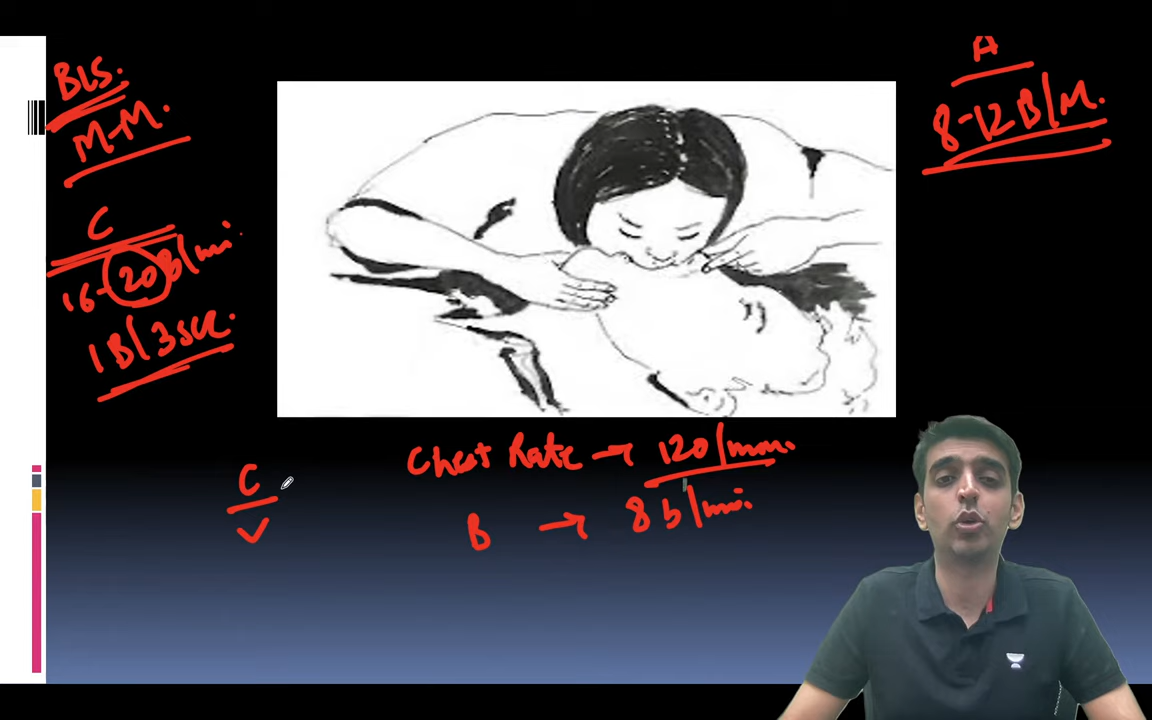 BLS.
M-M.
C
16-20B/min.
1B/3sec.
A
8-12B/M.
Chest Rate → 120/min.
B → 8b/min.
C
V